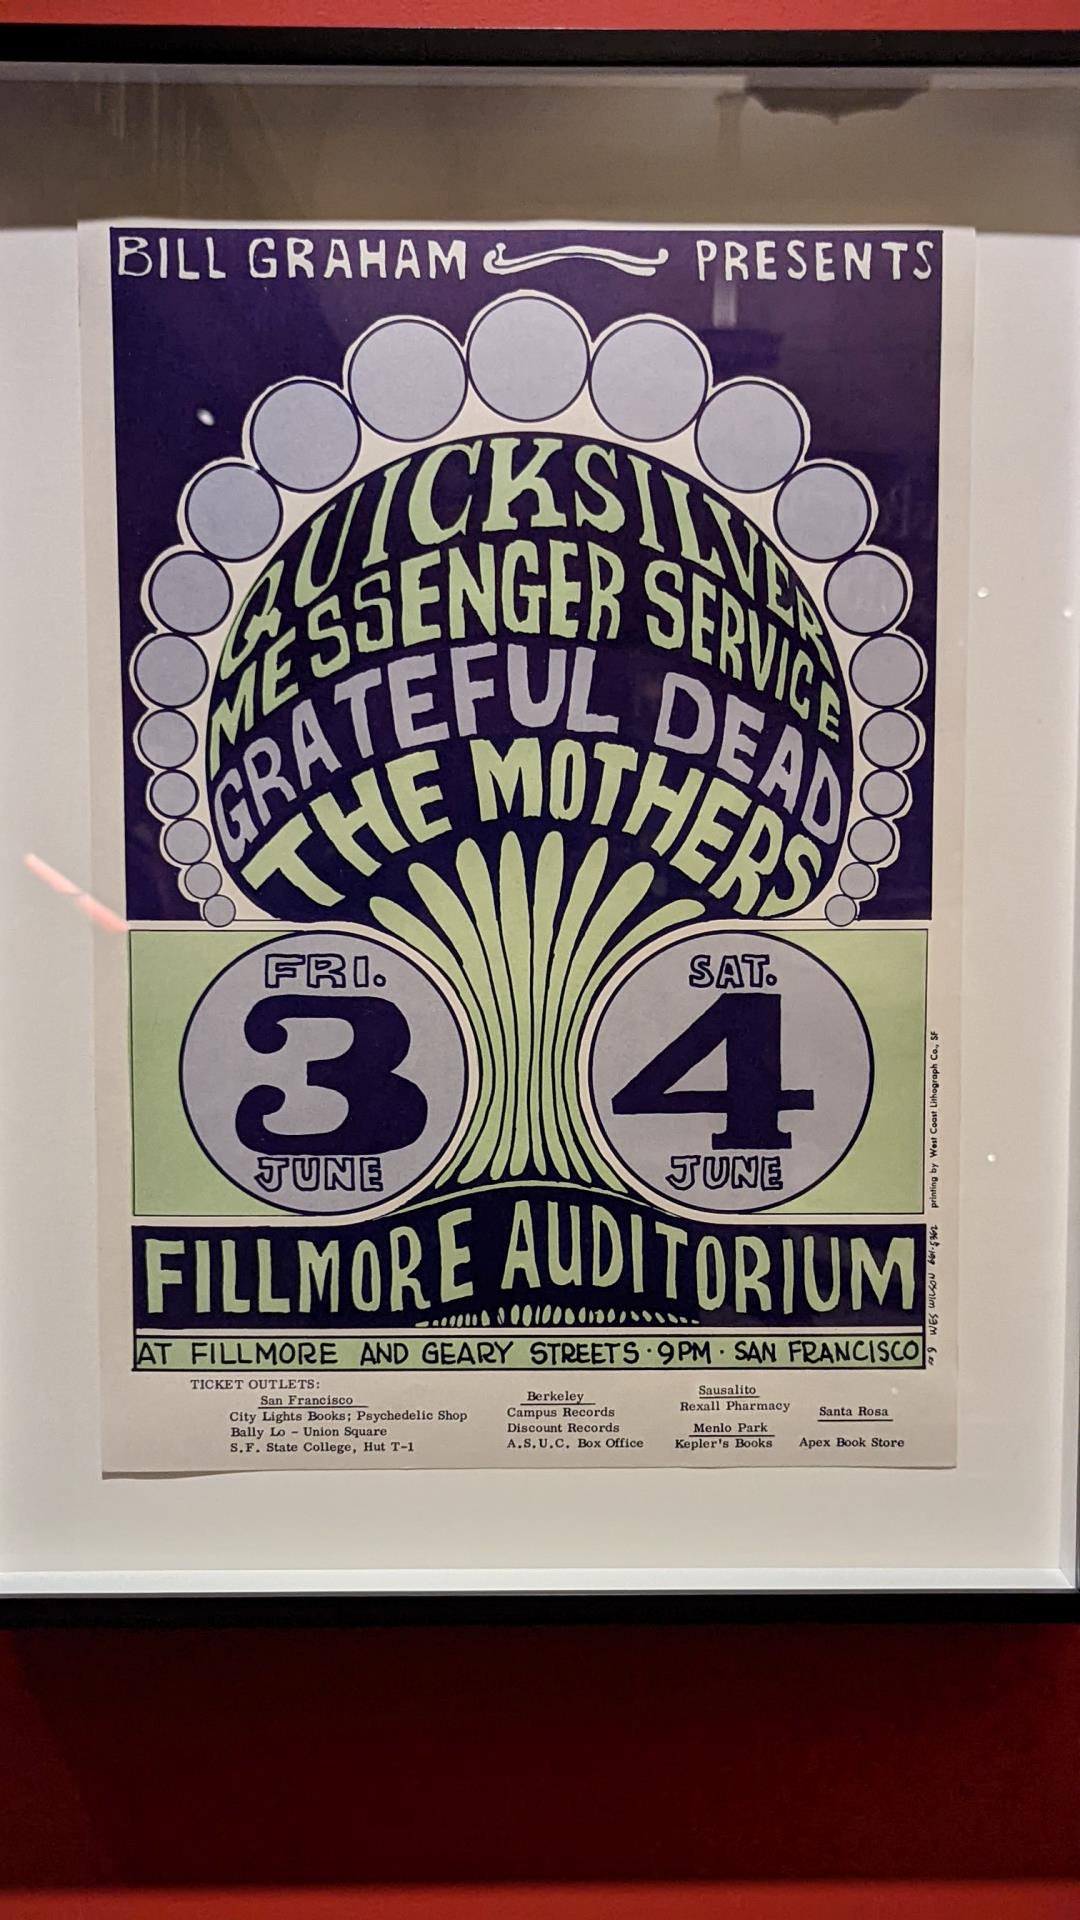 BILL GRAHAM PRESENTS
QUICKSILVER
MESSENGER SERVICE
GRATEFUL DEAD
THE MOTHERS
FRI.
3
JUNE
SAT.
4
JUNE
FILLMORE AUDITORIUM
AT FILLMORE AND GEARY STREETS · 9PM · SAN FRANCISCO
TICKET OUTLETS:
San Francisco
City Lights Books; Psychedelic Shop
Bally Lo - Union Square
S.F. State College, Hut T-1
Berkeley
Campus Records
Discount Records
A.S.U.C. Box Office
Sausalito
Rexall Pharmacy
Menlo Park
Kepler's Books
Santa Rosa
Apex Book Store
9 WES WILSON printing by West Coast Lithograph Co., SF